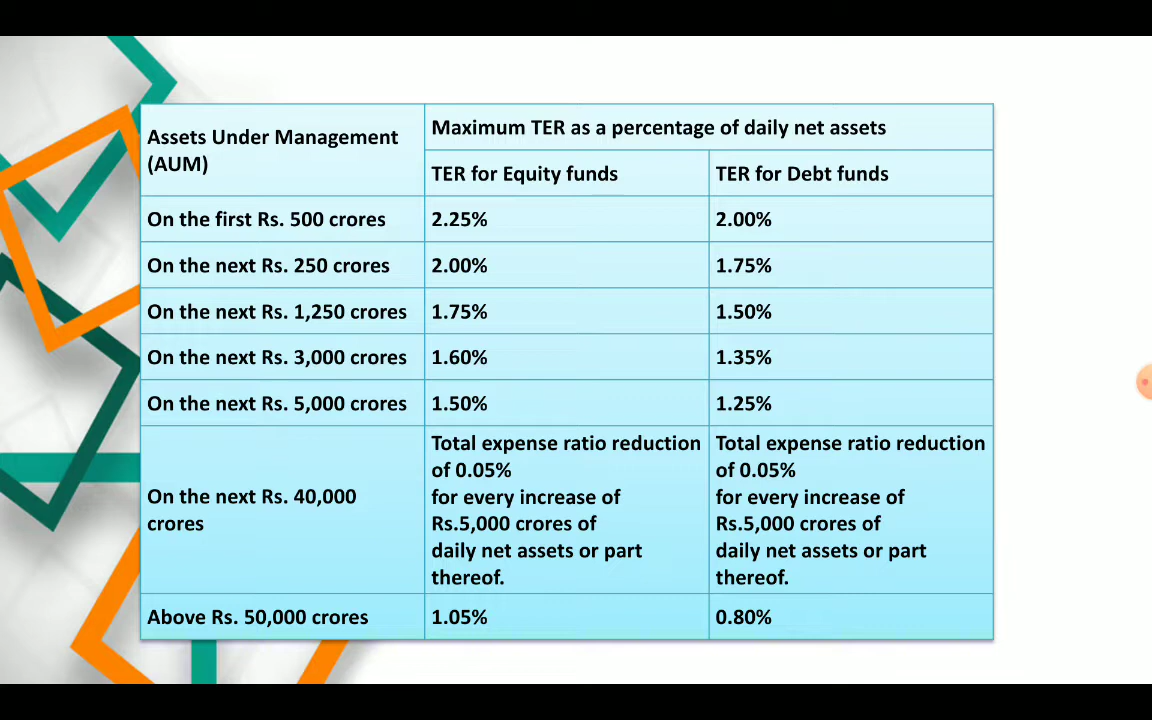 Assets Under Management
(AUM)
Maximum TER as a percentage of daily net assets
TER for Equity funds
TER for Debt funds
On the first Rs. 500 crores
2.25%
2.00%
On the next Rs. 250 crores
2.00%
1.75%
On the next Rs. 1,250 crores
1.75%
1.50%
On the next Rs. 3,000 crores
1.60%
1.35%
On the next Rs. 5,000 crores
1.50%
1.25%
On the next Rs. 40,000
crores
Total expense ratio reduction
of 0.05%
for every increase of
Rs.5,000 crores of
daily net assets or part
thereof.
Total expense ratio reduction
of 0.05%
for every increase of
Rs.5,000 crores of
daily net assets or part
thereof.
Above Rs. 50,000 crores
1.05%
0.80%